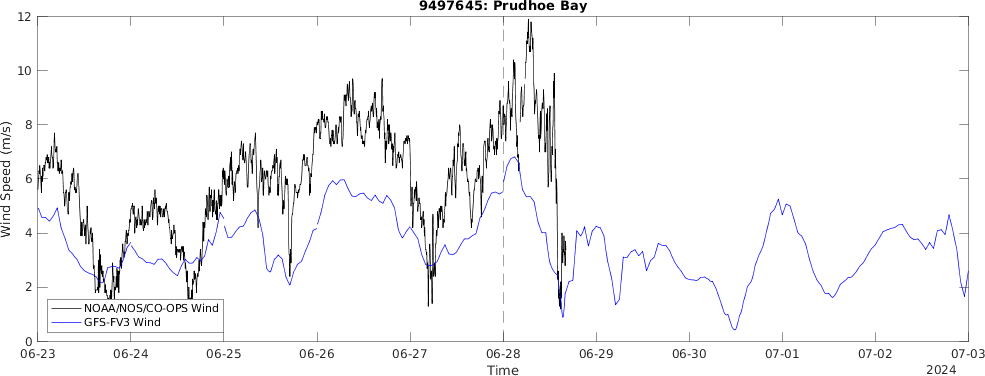 9497645: Prudhoe Bay
Wind Speed (m/s)
12
10
8
6
4
2
0
NOAA/NOS/CO-OPS Wind
GFS-FV3 Wind
06-23 06-24 06-25 06-26 06-27 06-28 06-29 06-30 07-01 07-02 07-03
Time
2024